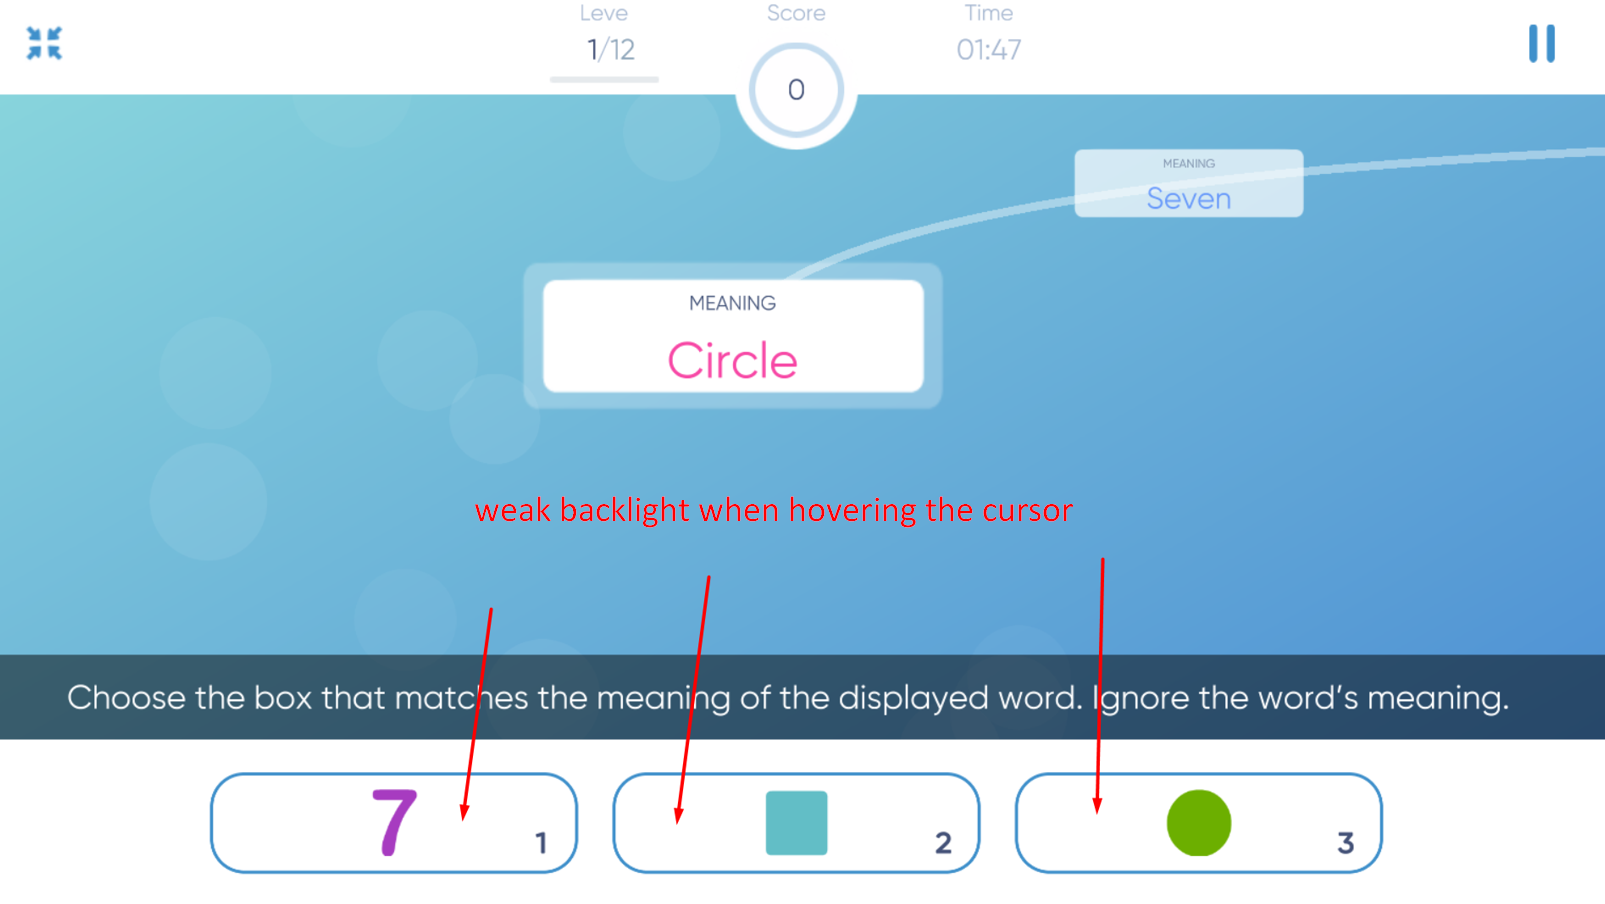 Leve
1/12
Score
0
Time
01:47
MEANING
Seven
MEANING
Circle
weak backlight when hovering the cursor
Choose the box that matches the meaning of the displayed word. Ignore the word's meaning.
7 1
2
3